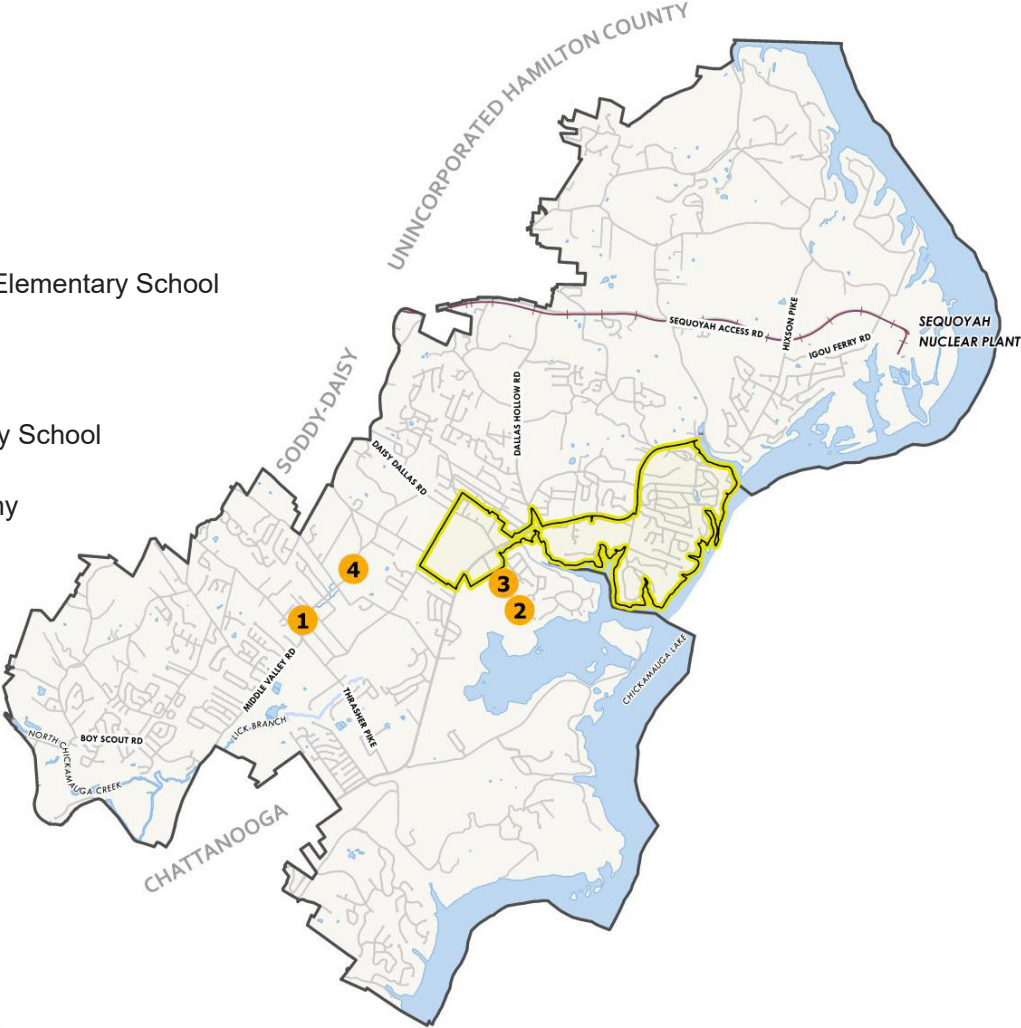 UNINCORPORATED HAMILTON COUNTY
Elementary School
SEQUOYAH ACCESS RD
HIXSON PIKE
IGOU FERRY RD
SEQUOYAH
NUCLEAR PLANT
SODDY-DAISY
DALLAS HOLLOW RD
DAISY DALLAS RD
y School
ny
4
3
2
1
MIDDLE VALLEY RD
CHICKAMAUGA LAKE
THRASHER PIKE
LICK BRANCH
BOY SCOUT RD
NORTH CHICKAMAUGA CREEK
CHATTANOOGA